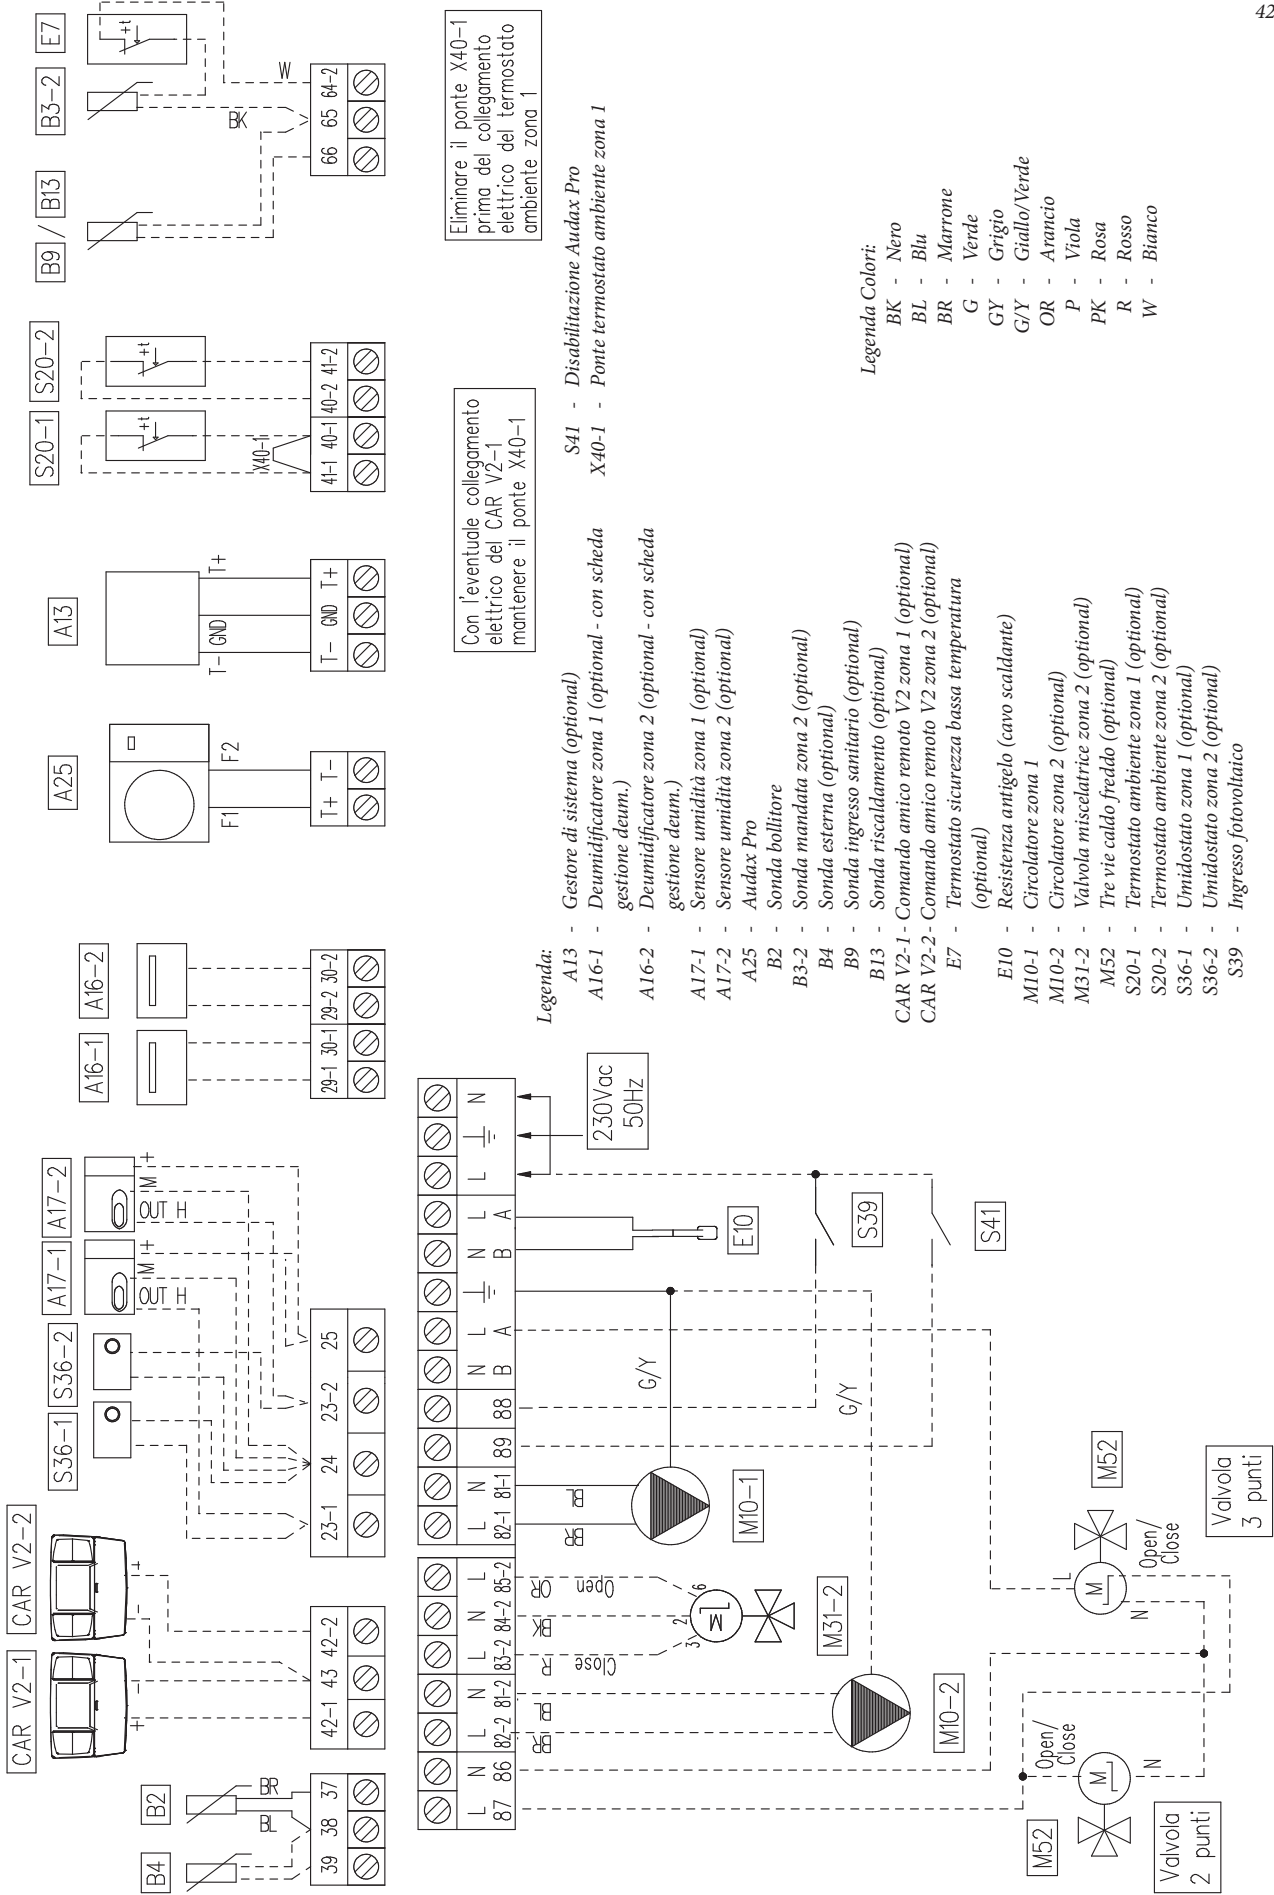 42
CAR V2-1
CAR V2-2
S36-1
S36-2
A17-1
A17-2
A16-1
A16-2
A25
A13
S20-1
S20-2
B9 / B13
B3-2
E7
B4
B2
BL
BR
+
-
-
+
OUT H
M
+
OUT H
M
+
F1
F2
T-
GND
T+
X40-1
+t
+t
+t
BK
W
39
38
37
42-1
43
42-2
23-1
24
23-2
25
29-1
30-1
29-2
30-2
T+
T-
T-
GND
T+
41-1
40-1
40-2
41-2
66
65
64-2
L
87
N
86
L
82-2
N
81-2
L
83-2
N
84-2
L
85-2
L
82-1
N
81-1
89
88
N
B
L
A
N
B
L
A
L
N
BR
BL
R
BK
OR
Close
Open
3
2
6
M
M31-2
BR
BL
M10-1
G/Y
G/Y
M10-2
E10
S39
S41
230Vac
50Hz
M52
Open/
Close
M
N
Valvola
2 punti
M52
L
M
N
Open/
Close
Valvola
3 punti
Con l'eventuale collegamento
elettrico del CAR V2-1
mantenere il ponte X40-1
Eliminare il ponte X40-1
prima del collegamento
elettrico del termostato
ambiente zona 1
Legenda:
A13 - Gestore di sistema (optional)
A16-1 - Deumidificatore zona 1 (optional - con scheda
gestione deum.)
A16-2 - Deumidificatore zona 2 (optional - con scheda
gestione deum.)
A17-1 - Sensore umidità zona 1 (optional)
A17-2 - Sensore umidità zona 2 (optional)
A25 - Audax Pro
B2 - Sonda bollitore
B3-2 - Sonda mandata zona 2 (optional)
B4 - Sonda esterna (optional)
B9 - Sonda ingresso sanitario (optional)
B13 - Sonda riscaldamento (optional)
CAR V2-1 - Comando amico remoto V2 zona 1 (optional)
CAR V2-2 - Comando amico remoto V2 zona 2 (optional)
E7 - Termostato sicurezza bassa temperatura
(optional)
E10 - Resistenza antigelo (cavo scaldante)
M10-1 - Circolatore zona 1
M10-2 - Circolatore zona 2 (optional)
M31-2 - Valvola miscelatrice zona 2 (optional)
M52 - Tre vie caldo freddo (optional)
S20-1 - Termostato ambiente zona 1 (optional)
S20-2 - Termostato ambiente zona 2 (optional)
S36-1 - Umidostato zona 1 (optional)
S36-2 - Umidostato zona 2 (optional)
S39 - Ingresso fotovoltaico
S41 - Disabilitazione Audax Pro
X40-1 - Ponte termostato ambiente zona 1
Legenda Colori:
BK - Nero
BL - Blu
BR - Marrone
G - Verde
GY - Grigio
G/Y - Giallo/Verde
OR - Arancio
P - Viola
PK - Rosa
R - Rosso
W - Bianco